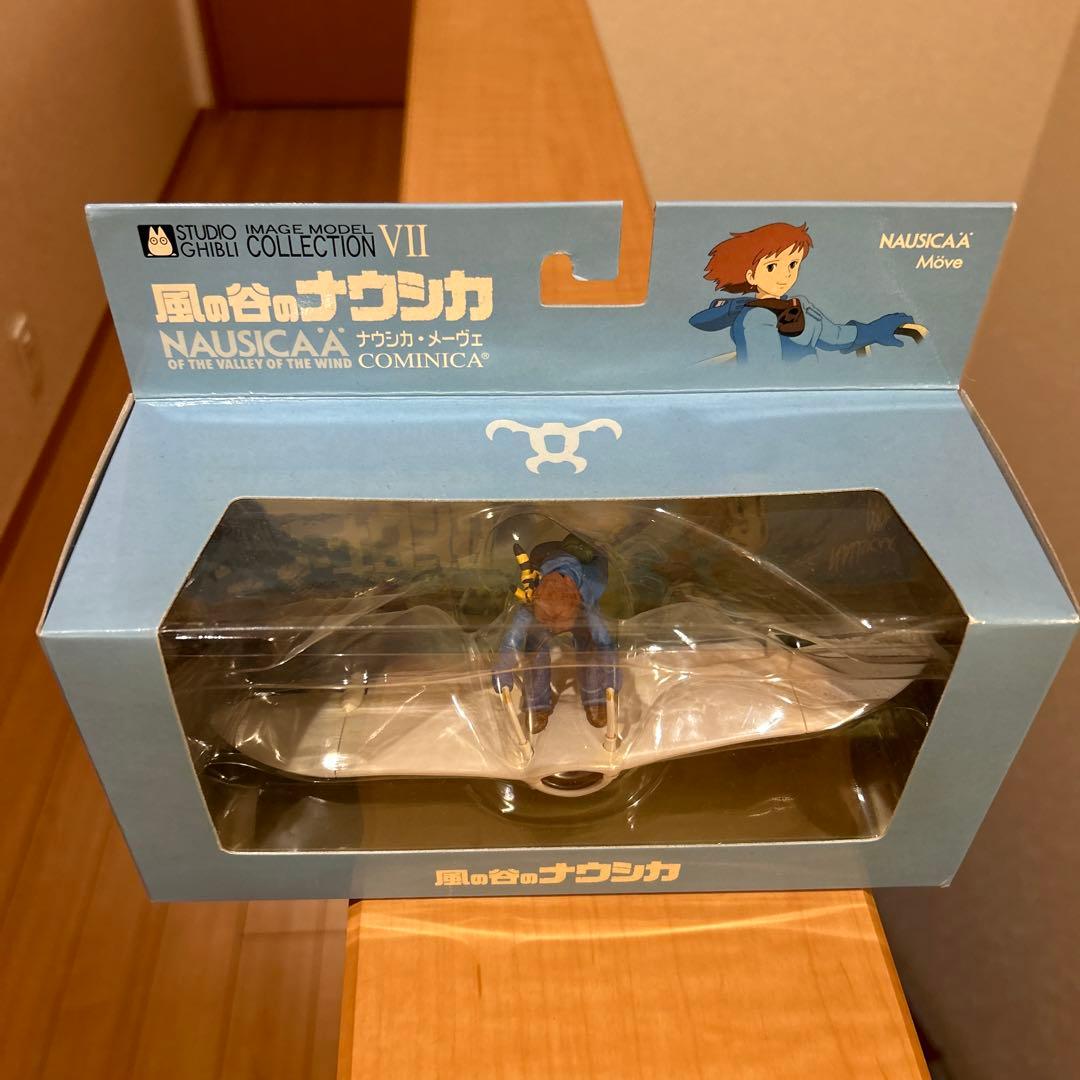 STUDIO GHIBLI
IMAGE MODEL COLLECTION VII
風の谷のナウシカ
NAUSICAÄ
OF THE VALLEY OF THE WIND
ナウシカ・メーヴェ
COMINICA®
NAUSICAÄ
Möve
風の谷のナウシカ